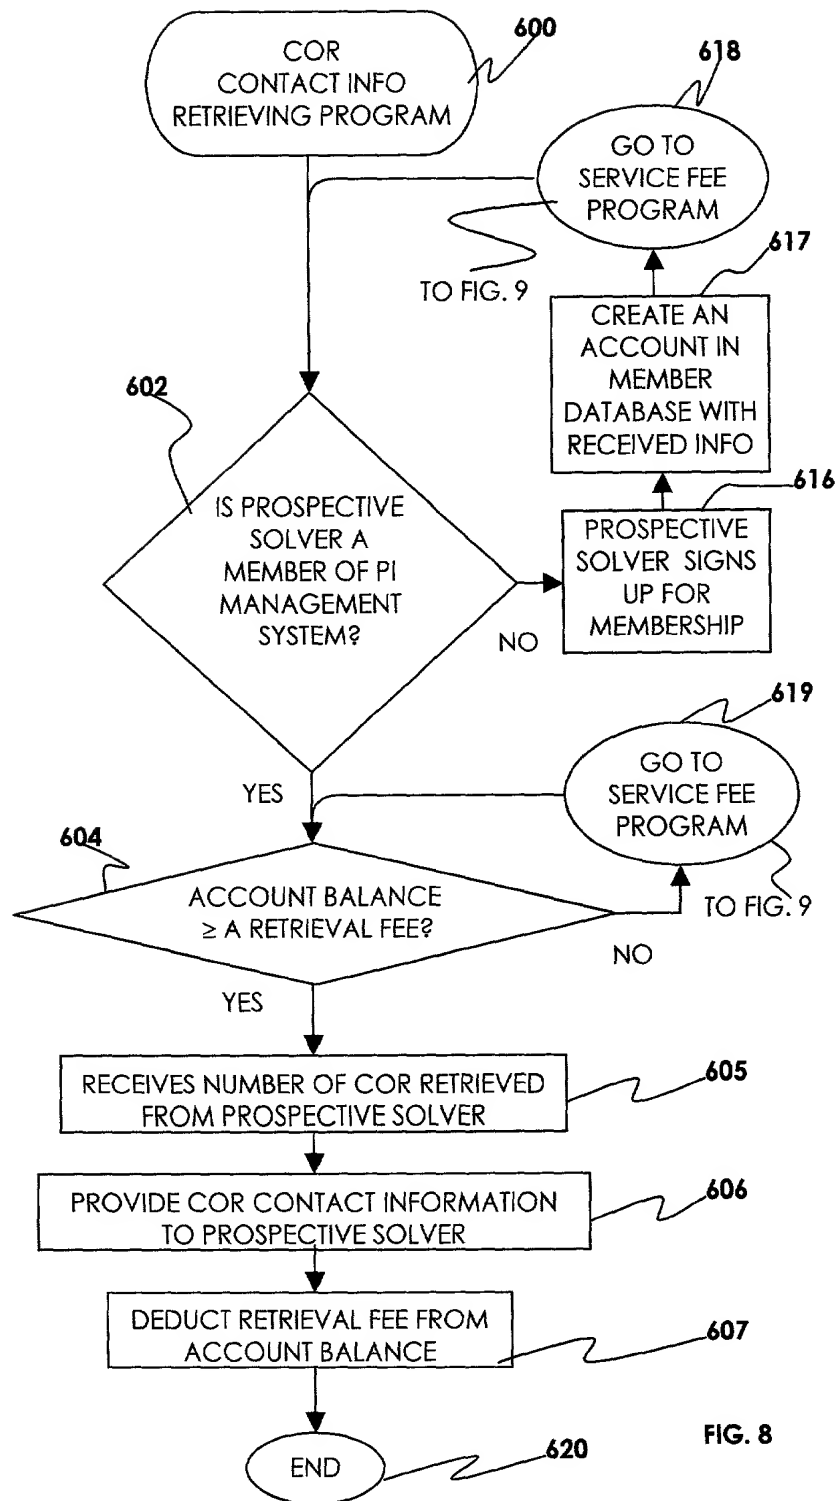 COR
CONTACT INFO
RETRIEVING PROGRAM
600
618
GO TO
SERVICE FEE
PROGRAM
TO FIG. 9
617
CREATE AN
ACCOUNT IN
MEMBER
DATABASE WITH
RECEIVED INFO
602
IS PROSPECTIVE
SOLVER A
MEMBER OF PI
MANAGEMENT
SYSTEM?
NO
616
PROSPECTIVE
SOLVER SIGNS
UP FOR
MEMBERSHIP
YES
619
GO TO
SERVICE FEE
PROGRAM
TO FIG. 9
604
ACCOUNT BALANCE
≥ A RETRIEVAL FEE?
NO
YES
RECEIVES NUMBER OF COR RETRIEVED
FROM PROSPECTIVE SOLVER
605
PROVIDE COR CONTACT INFORMATION
TO PROSPECTIVE SOLVER
606
DEDUCT RETRIEVAL FEE FROM
ACCOUNT BALANCE
607
END
620
FIG. 8